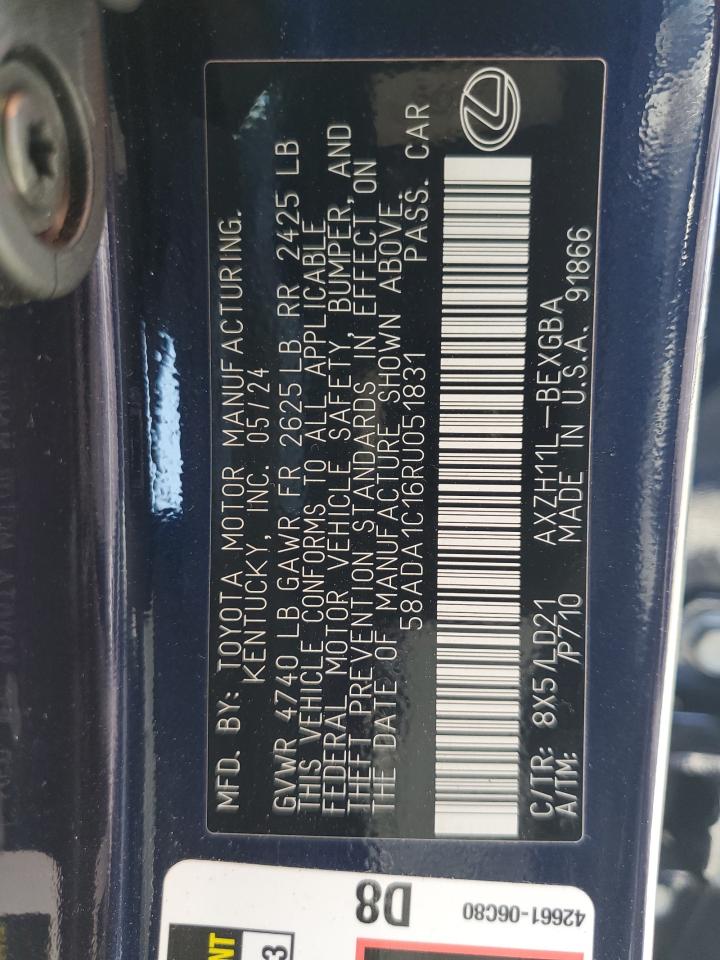 MFD. BY: TOYOTA MOTOR MANUFACTURING.
KENTUCKY, INC. 05/24
GVWR 4740 LB GAWR FR 2625 LB RR 2425 LB
THIS VEHICLE CONFORMS TO ALL APPLICABLE
FEDERAL MOTOR VEHICLE SAFETY, BUMPER, AND
THEFT PREVENTION STANDARDS IN EFFECT ON
THE DATE OF MANUFACTURE SHOWN ABOVE.
58ADA1C16RU051831 PASS. CAR
C/TR: 8X5/LD21 AXZH11L-BEXGBA
A/TM: /P710 MADE IN U.S.A. 91866
D8
42661-06C80